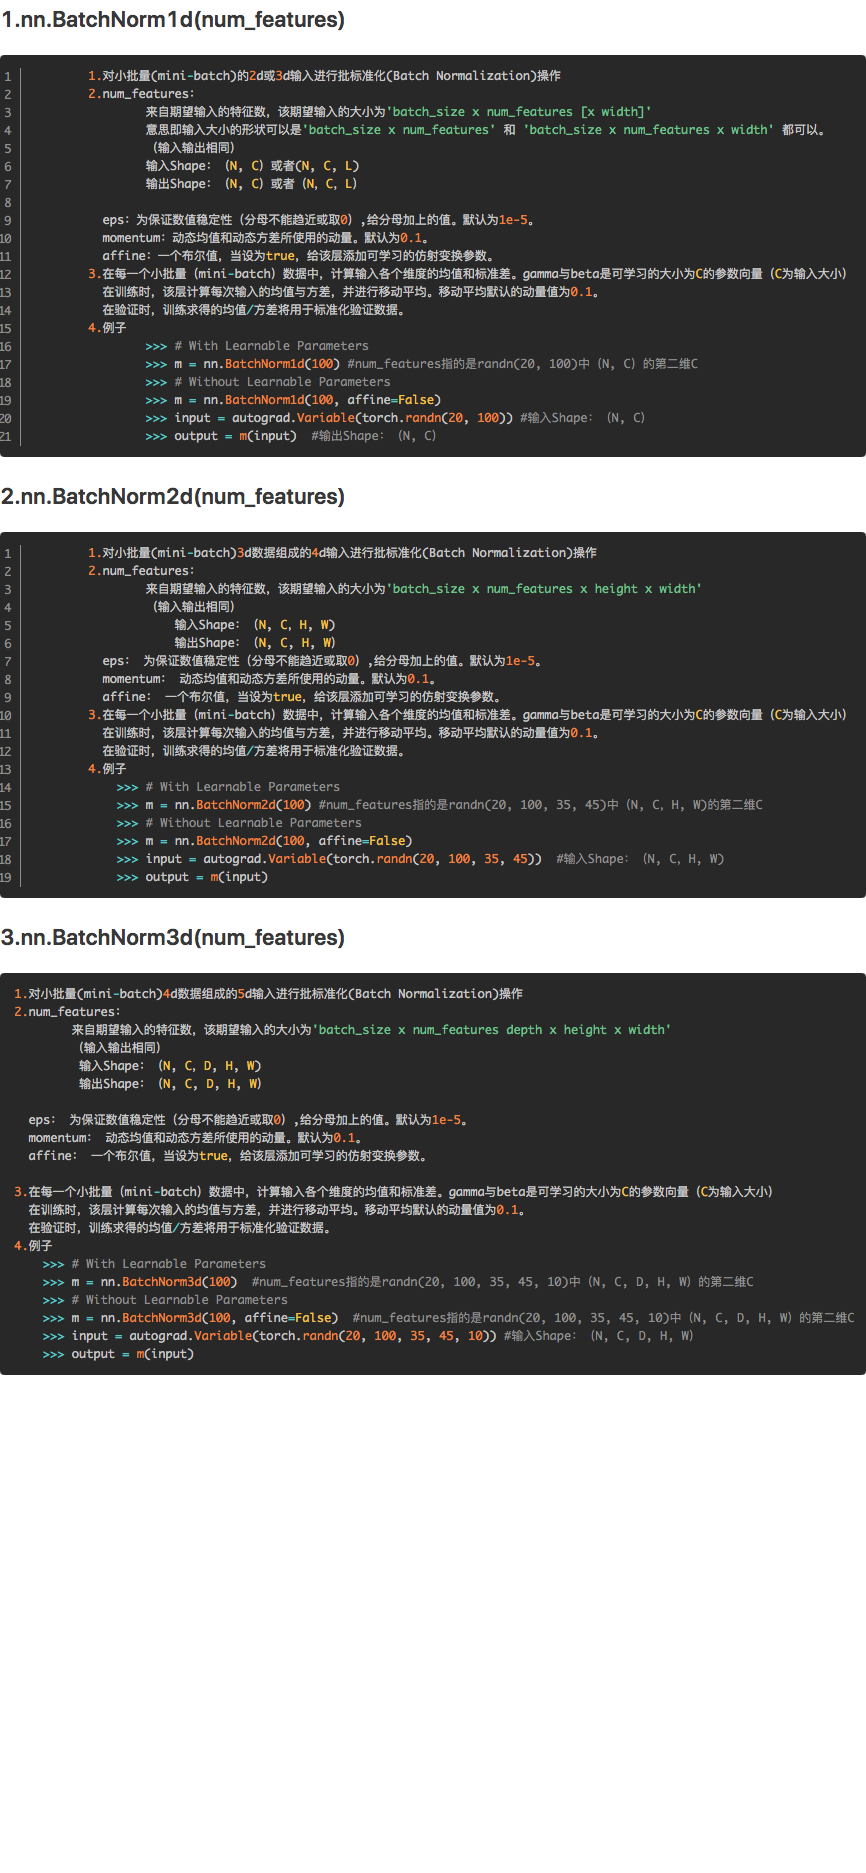 1.nn.BatchNorm1d(num_features)
1 1.对小批量(mini-batch)的2d或3d输入进行批标准化(Batch Normalization)操作
2 2.num_features:
3 来自期望输入的特征数，该期望输入的大小为'batch_size x num_features [x width]'
4 意思即输入大小的形状可以是'batch_size x num_features' 和 'batch_size x num_features x width' 都可以。
5 （输入输出相同）
6 输入Shape：（N, C）或者(N, C, L)
7 输出Shape：（N, C）或者（N, C, L）
8
9 eps：为保证数值稳定性（分母不能趋近或取0）,给分母加上的值。默认为1e-5。
10 momentum：动态均值和动态方差所使用的动量。默认为0.1。
11 affine：一个布尔值，当设为true，给该层添加可学习的仿射变换参数。
12 3.在每一个小批量（mini-batch）数据中，计算输入各个维度的均值和标准差。gamma与beta是可学习的大小为C的参数向量（C为输入大小）
13 在训练时，该层计算每次输入的均值与方差，并进行移动平均。移动平均默认的动量值为0.1。
14 在验证时，训练求得的均值/方差将用于标准化验证数据。
15 4.例子
16 >>> # With Learnable Parameters
17 >>> m = nn.BatchNorm1d(100) #num_features指的是randn(20, 100)中（N, C）的第二维C
18 >>> # Without Learnable Parameters
19 >>> m = nn.BatchNorm1d(100, affine=False)
20 >>> input = autograd.Variable(torch.randn(20, 100)) #输入Shape：（N, C）
21 >>> output = m(input) #输出Shape：（N, C）
2.nn.BatchNorm2d(num_features)
1 1.对小批量(mini-batch)3d数据组成的4d输入进行批标准化(Batch Normalization)操作
2 2.num_features：
3 来自期望输入的特征数，该期望输入的大小为'batch_size x num_features x height x width'
4 （输入输出相同）
5 输入Shape：（N, C, H, W)
6 输出Shape：（N, C, H, W）
7 eps： 为保证数值稳定性（分母不能趋近或取0）,给分母加上的值。默认为1e-5。
8 momentum： 动态均值和动态方差所使用的动量。默认为0.1。
9 affine： 一个布尔值，当设为true，给该层添加可学习的仿射变换参数。
10 3.在每一个小批量（mini-batch）数据中，计算输入各个维度的均值和标准差。gamma与beta是可学习的大小为C的参数向量（C为输入大小）
11 在训练时，该层计算每次输入的均值与方差，并进行移动平均。移动平均默认的动量值为0.1。
12 在验证时，训练求得的均值/方差将用于标准化验证数据。
13 4.例子
14 >>> # With Learnable Parameters
15 >>> m = nn.BatchNorm2d(100) #num_features指的是randn(20, 100, 35, 45)中（N, C, H, W)的第二维C
16 >>> # Without Learnable Parameters
17 >>> m = nn.BatchNorm2d(100, affine=False)
18 >>> input = autograd.Variable(torch.randn(20, 100, 35, 45)) #输入Shape：（N, C, H, W)
19 >>> output = m(input)
3.nn.BatchNorm3d(num_features)
1.对小批量(mini-batch)4d数据组成的5d输入进行批标准化(Batch Normalization)操作
2.num_features：
来自期望输入的特征数，该期望输入的大小为'batch_size x num_features depth x height x width'
（输入输出相同）
输入Shape：（N, C, D, H, W)
输出Shape：（N, C, D, H, W）
eps： 为保证数值稳定性（分母不能趋近或取0）,给分母加上的值。默认为1e-5。
momentum： 动态均值和动态方差所使用的动量。默认为0.1。
affine： 一个布尔值，当设为true，给该层添加可学习的仿射变换参数。
3.在每一个小批量（mini-batch）数据中，计算输入各个维度的均值和标准差。gamma与beta是可学习的大小为C的参数向量（C为输入大小）
在训练时，该层计算每次输入的均值与方差，并进行移动平均。移动平均默认的动量值为0.1。
在验证时，训练求得的均值/方差将用于标准化验证数据。
4.例子
>>> # With Learnable Parameters
>>> m = nn.BatchNorm3d(100) #num_features指的是randn(20, 100, 35, 45, 10)中（N, C, D, H, W）的第二维C
>>> # Without Learnable Parameters
>>> m = nn.BatchNorm3d(100, affine=False) #num_features指的是randn(20, 100, 35, 45, 10)中（N, C, D, H, W）的第二维C
>>> input = autograd.Variable(torch.randn(20, 100, 35, 45, 10)) #输入Shape：（N, C, D, H, W）
>>> output = m(input)